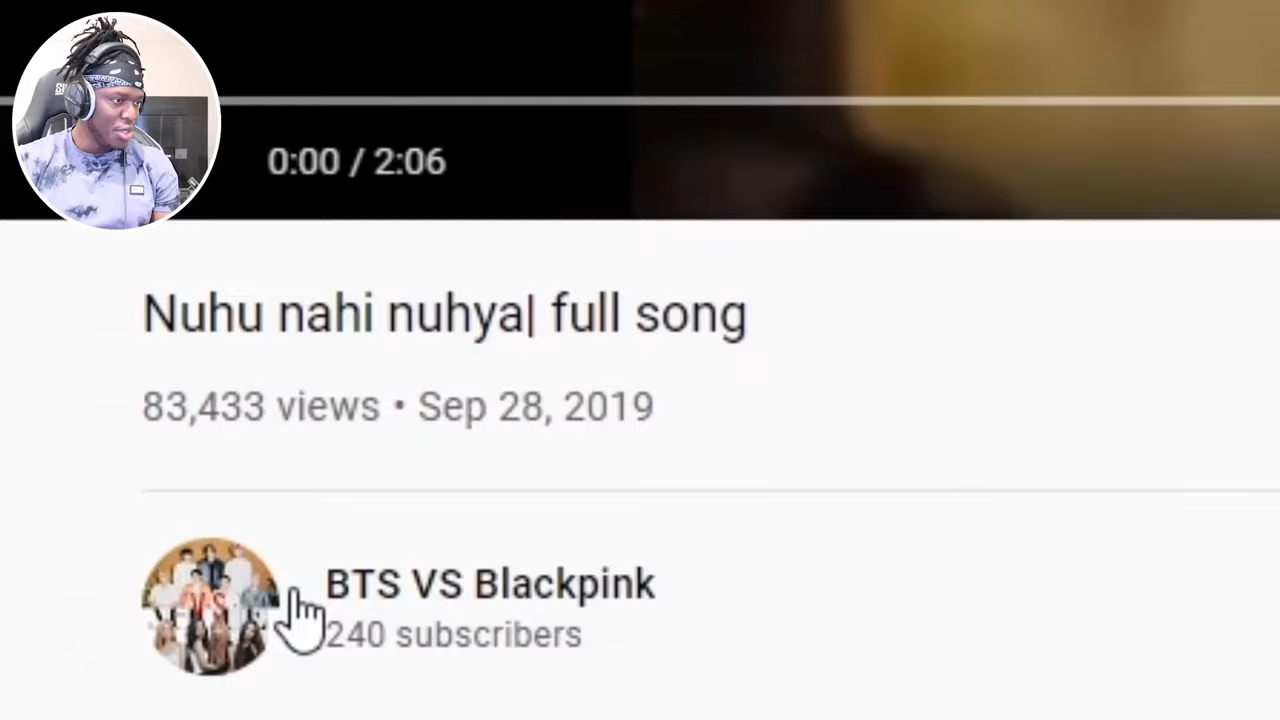 0:00 / 2:06
Nuhu nahi nuhya| full song
83,433 views • Sep 28, 2019
BTS VS Blackpink
240 subscribers